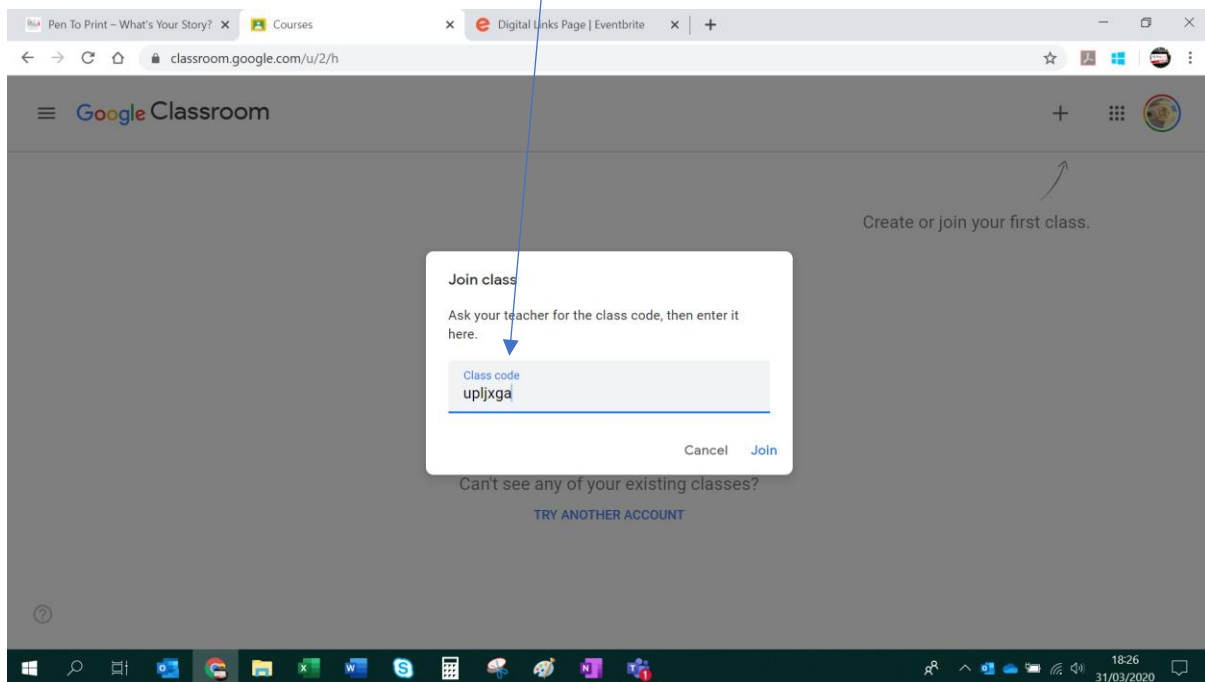 Pen To Print – What's Your Story?
Courses
Digital Links Page | Eventbrite
classroom.google.com/u/2/h
Google Classroom
Create or join your first class.
Join class
Ask your teacher for the class code, then enter it
here.
Class code
upljxga
Cancel Join
Can't see any of your existing classes?
TRY ANOTHER ACCOUNT
18:26
31/03/2020